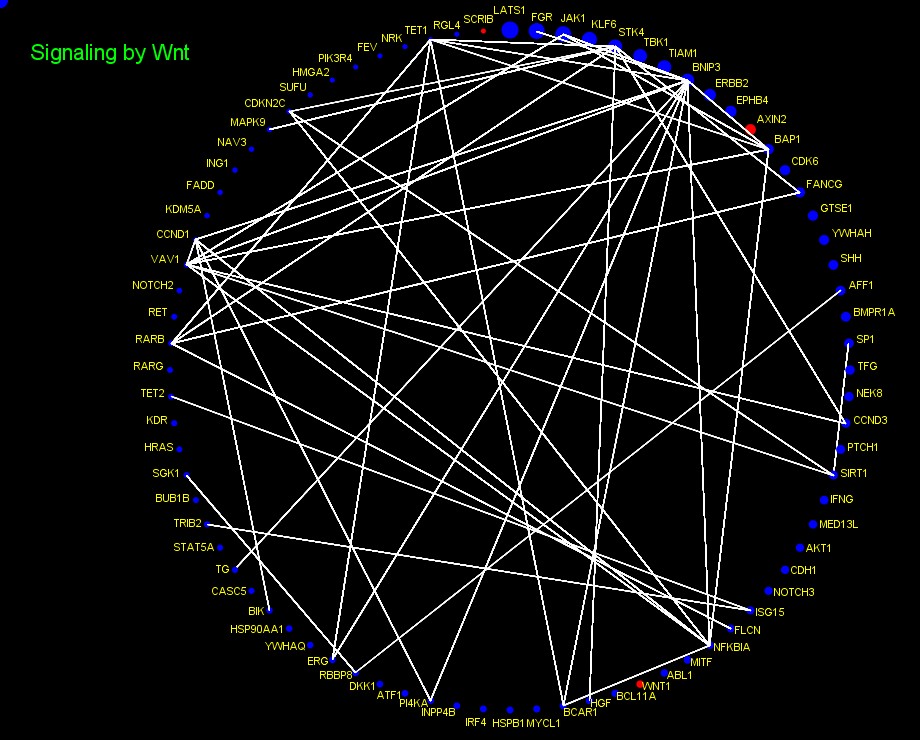 Signaling by Wnt
LATS1
FGR
JAK1
KLF6
STK4
TBK1
TIAM1
BNIP3
ERBB2
EPHB4
AXIN2
BAP1
CDK6
FANCG
GTSE1
YWHAH
SHH
AFF1
BMPR1A
SP1
TFG
NEK8
CCND3
PTCH1
SIRT1
IFNG
MED13L
AKT1
CDH1
NOTCH3
ISG15
FLCN
NFKBIA
MITF
ABL1
WNT1
BCL11A
HGF
BCAR1
MYCL1
HSPB1
IRF4
INPP4B
PI4KA
ATF1
DKK1
RBBP8
ERG
YWHAQ
HSP90AA1
BIK
CASC5
TG
STAT5A
TRIB2
BUB1B
SGK1
HRAS
KDR
TET2
RARG
RARB
RET
NOTCH2
VAV1
CCND1
KDM5A
FADD
ING1
NAV3
MAPK9
CDKN2C
SUFU
HMGA2
PIK3R4
FEV
NRK
TET1
RGL4
SCRIB